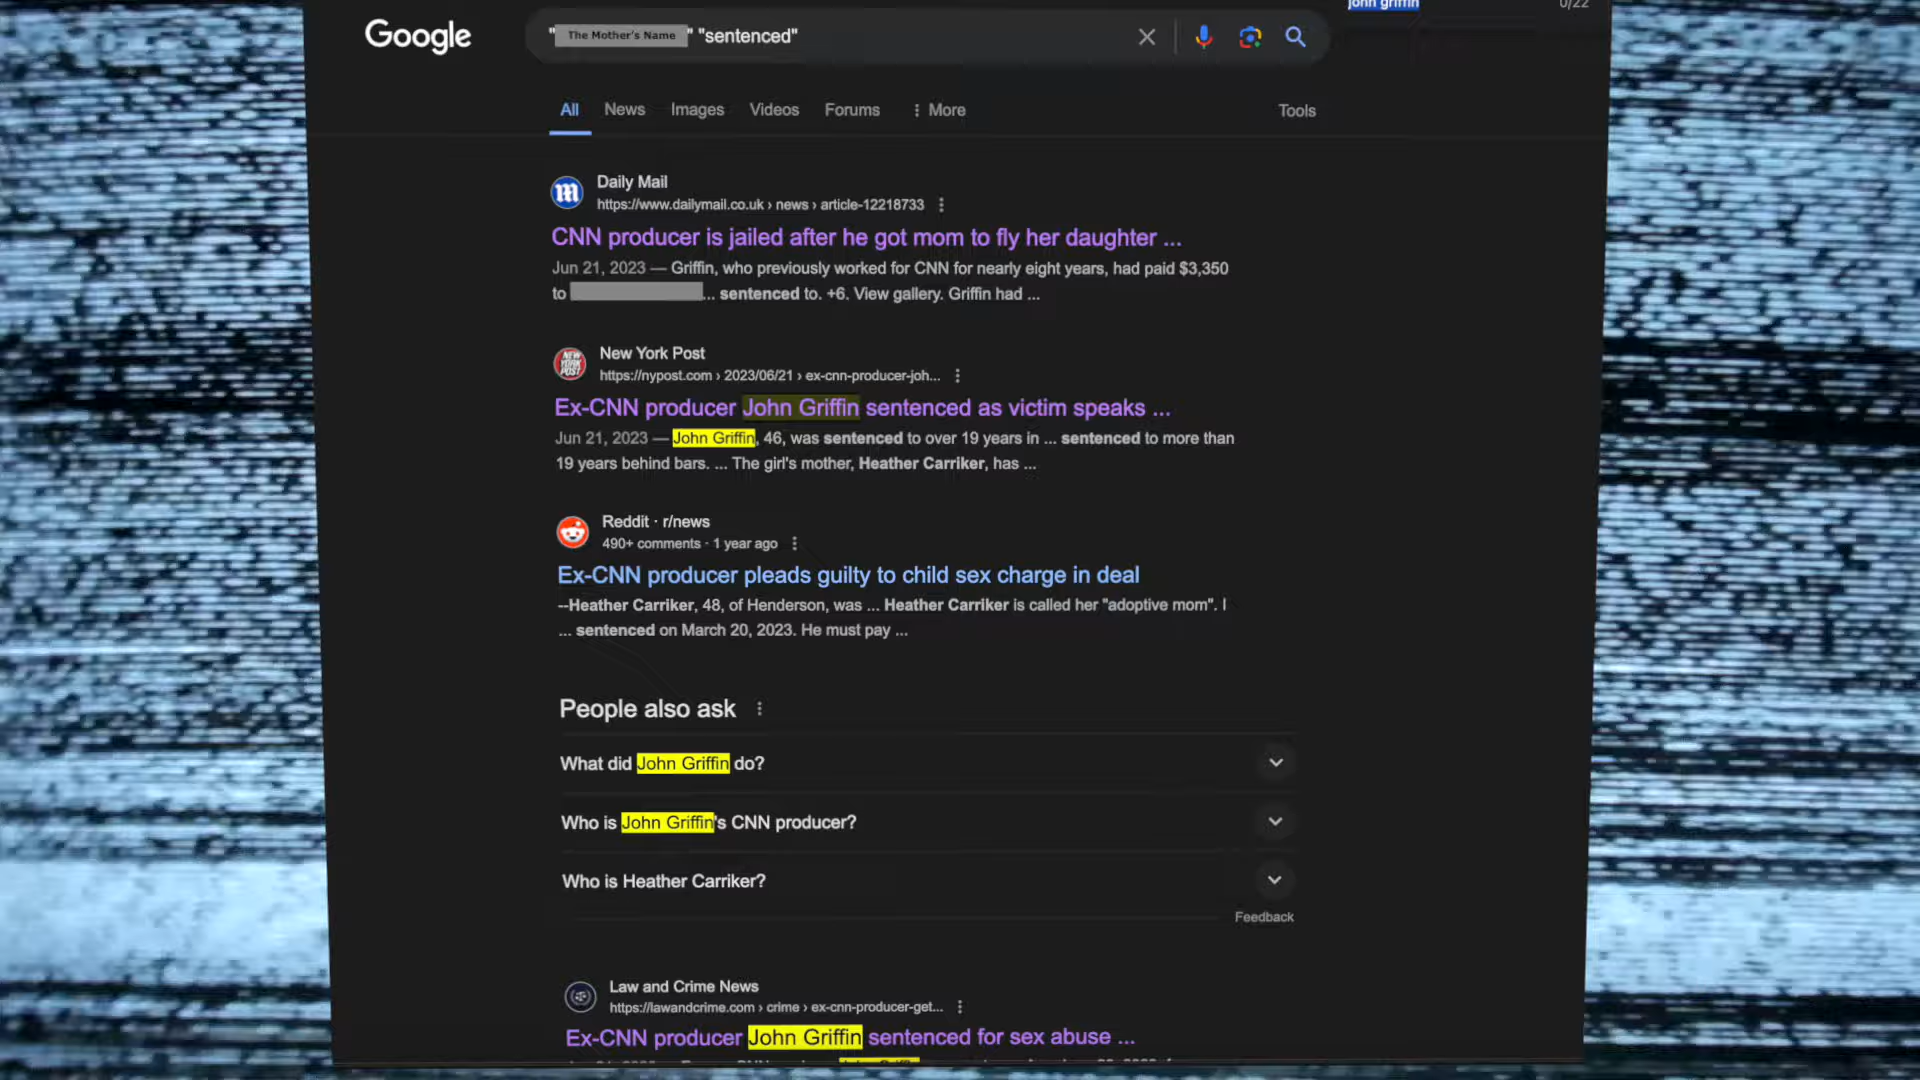 john griffin
0/22
Google
" The Mother's Name " "sentenced"
All News Images Videos Forums More Tools
Daily Mail
https://www.dailymail.co.uk › news › article-12218733
CNN producer is jailed after he got mom to fly her daughter ...
Jun 21, 2023 — Griffin, who previously worked for CNN for nearly eight years, had paid $3,350
to ... sentenced to. +6. View gallery. Griffin had ...
New York Post
https://nypost.com › 2023/06/21 › ex-cnn-producer-joh...
Ex-CNN producer John Griffin sentenced as victim speaks ...
Jun 21, 2023 — John Griffin, 46, was sentenced to over 19 years in ... sentenced to more than
19 years behind bars. ... The girl's mother, Heather Carriker, has ...
Reddit · r/news
490+ comments · 1 year ago
Ex-CNN producer pleads guilty to child sex charge in deal
--Heather Carriker, 48, of Henderson, was ... Heather Carriker is called her "adoptive mom". I
... sentenced on March 20, 2023. He must pay ...
People also ask
What did John Griffin do?
Who is John Griffin's CNN producer?
Who is Heather Carriker?
Feedback
Law and Crime News
https://lawandcrime.com › crime › ex-cnn-producer-get...
Ex-CNN producer John Griffin sentenced for sex abuse ...